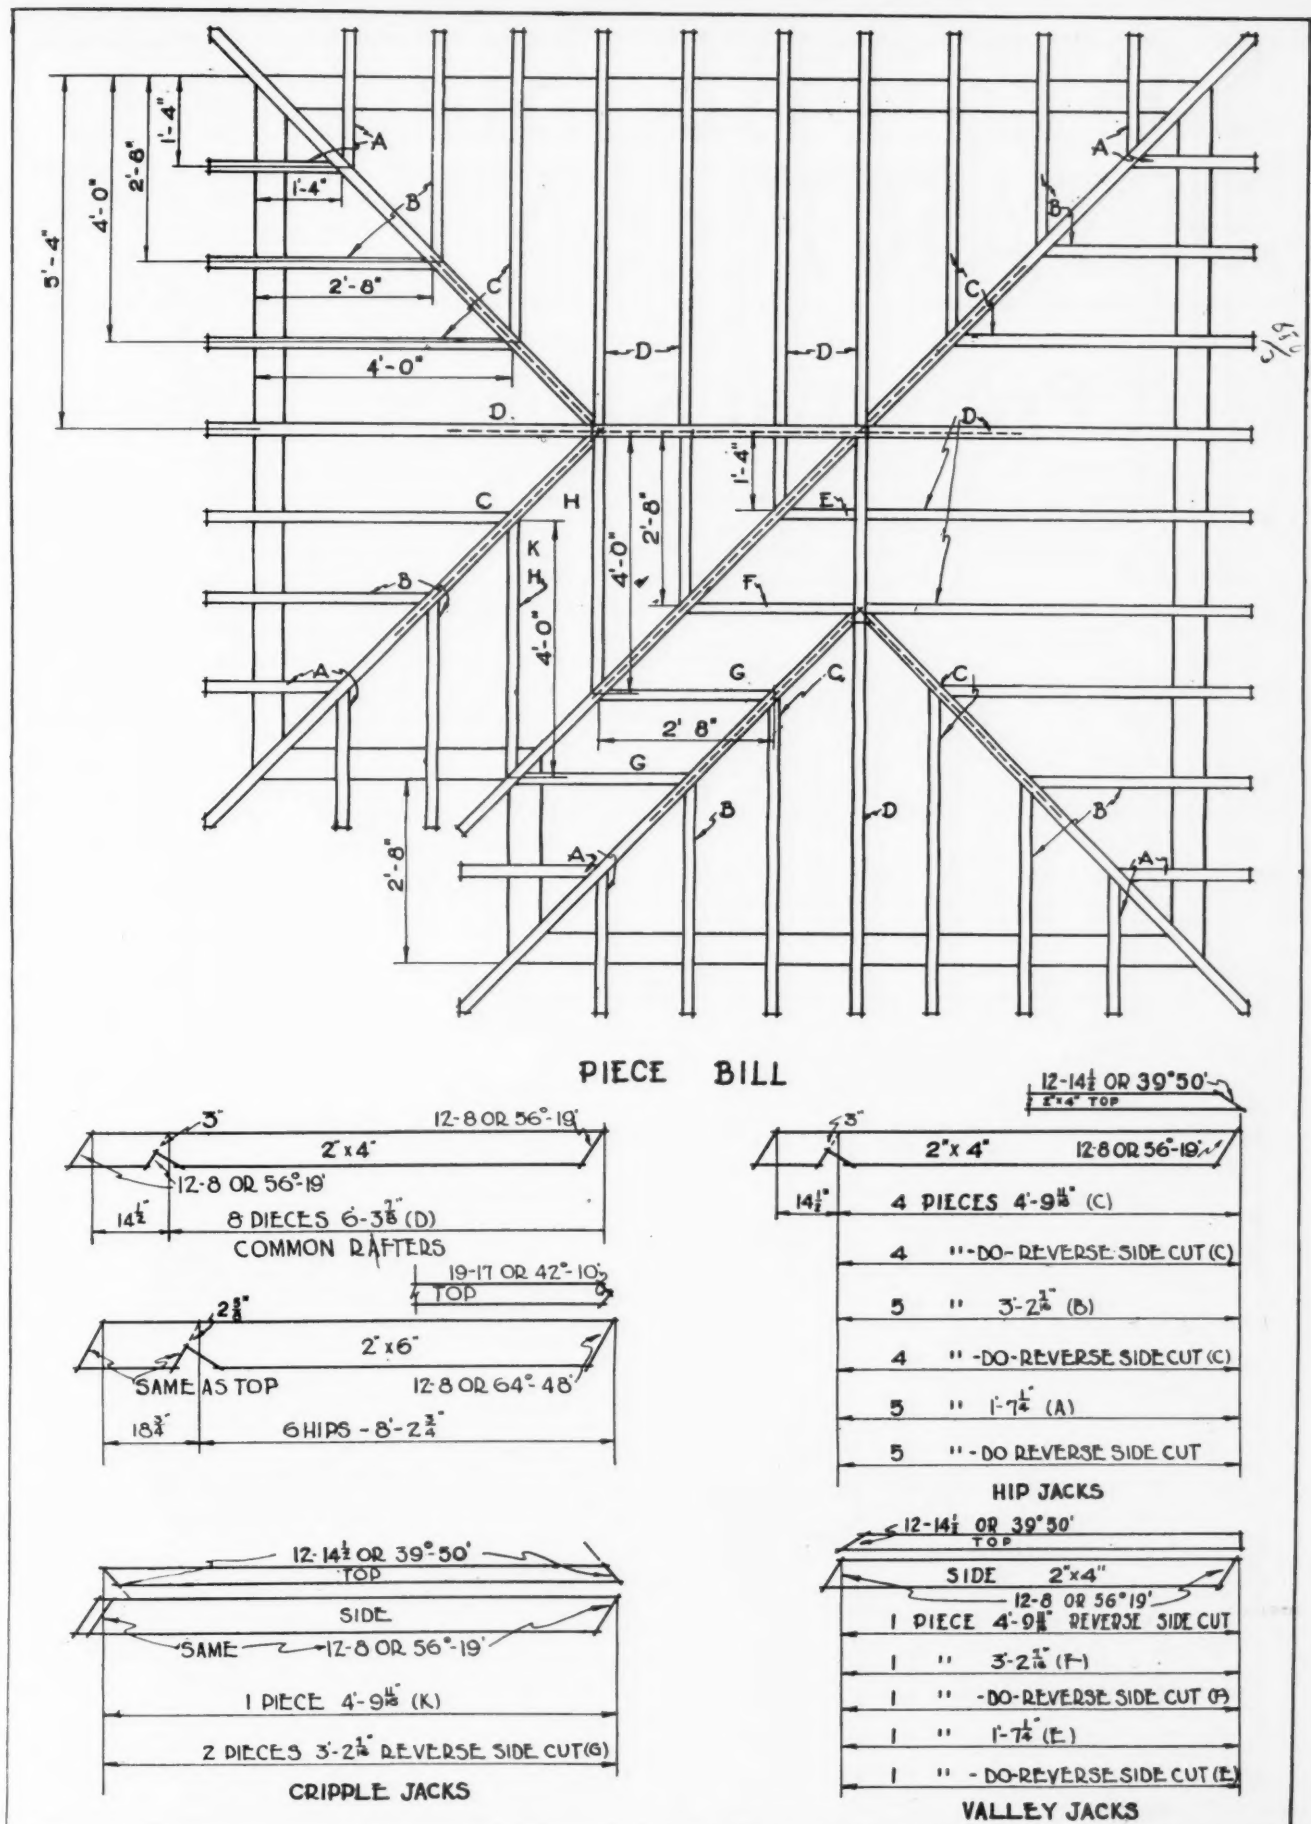 A
A
1'-4"
2'-8"
4'-0"
5'-4"
1'-4"
B
B
2'-8"
C
C
4'-0"
D
D
D
D
C
H
1'-4"
E
2'-8"
4'-0"
K
H
4'-0"
B
F
A
G
C
C
2' 8"
G
B
D
B
2'-8"
A
A
PIECE BILL
3"
12-8 OR 56°-19'
2"x4"
12-8 OR 56°-19'
14½"
8 PIECES 6'-3⅞" (D)
COMMON RAFTERS
19-17 OR 42°-10'
TOP
2⅜"
2"x6"
SAME AS TOP
12-8 OR 64°-48'
18¾"
6 HIPS - 8'-2¾"
12-14½ OR 39°50'
2"x4" TOP
3"
2"x4"
12-8 OR 56°-19'
14½"
4 PIECES 4'-9 11/16" (C)
4 "-DO- REVERSE SIDE CUT (C)
5 " 3'-2 7/16" (B)
4 "-DO-REVERSE SIDE CUT (C)
5 " 1'-7¼" (A)
5 "-DO REVERSE SIDE CUT
HIP JACKS
12-14½ OR 39°-50'
TOP
SIDE
SAME
12-8 OR 56°-19'
1 PIECE 4'-9 11/16" (K)
2 PIECES 3'-2 7/16" REVERSE SIDE CUT (G)
CRIPPLE JACKS
12-14½ OR 39°50'
TOP
SIDE 2"x4"
12-8 OR 56°19'
1 PIECE 4'-9 11/16" REVERSE SIDE CUT
1 " 3'-2 7/16" (F)
1 " -DO-REVERSE SIDE CUT (F)
1 " 1'-7¼" (E)
1 " -DO-REVERSE SIDE CUT (E)
VALLEY JACKS